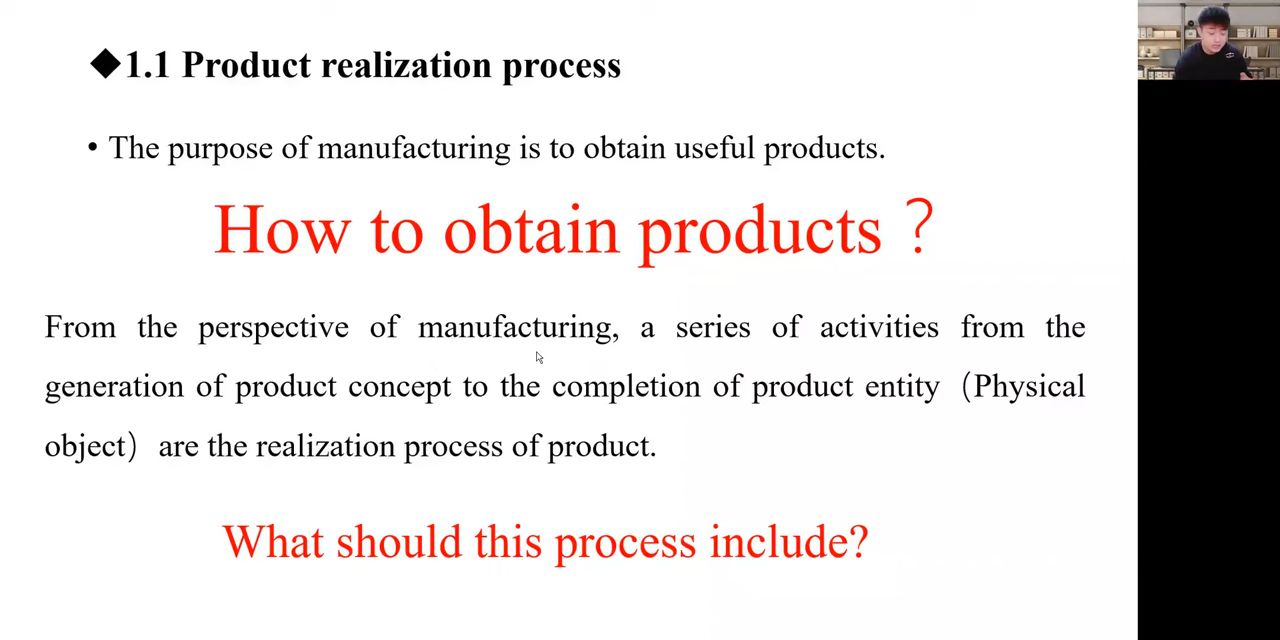 ◆1.1 Product realization process
• The purpose of manufacturing is to obtain useful products.
How to obtain products？
From the perspective of manufacturing, a series of activities from the
generation of product concept to the completion of product entity（Physical
object）are the realization process of product.
What should this process include?